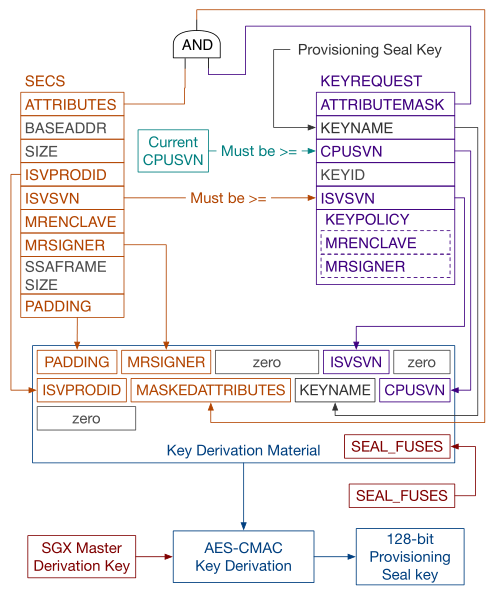 AND
Provisioning Seal Key
SECS
KEYREQUEST
ATTRIBUTES
BASEADDR
SIZE
ISVPRODID
ISVSVN
MRENCLAVE
MRSIGNER
SSAFRAME
SIZE
PADDING
Current
CPUSVN
Must be >=
Must be >=
ATTRIBUTEMASK
KEYNAME
CPUSVN
KEYID
ISVSVN
KEYPOLICY
MRENCLAVE
MRSIGNER
PADDING MRSIGNER zero ISVSVN zero
ISVPRODID MASKEDATTRIBUTES KEYNAME CPUSVN
zero
Key Derivation Material
SEAL_FUSES
SEAL_FUSES
SGX Master
Derivation Key
AES-CMAC
Key Derivation
128-bit
Provisioning
Seal key